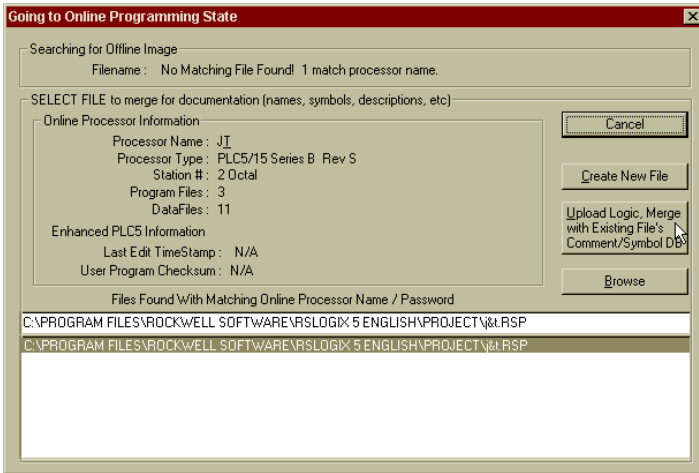 Going to Online Programming State
Searching for Offline Image
Filename : No Matching File Found! 1 match processor name.
SELECT FILE to merge for documentation (names, symbols, descriptions, etc)
Online Processor Information
Processor Name : JT
Processor Type : PLC5/15 Series B Rev S
Station # : 2 Octal
Program Files : 3
DataFiles : 11
Enhanced PLC5 Information
Last Edit TimeStamp : N/A
User Program Checksum : N/A
Cancel
Create New File
Upload Logic, Merge
with Existing File's
Comment/Symbol DB
Browse
Files Found With Matching Online Processor Name / Password
C:\PROGRAM FILES\ROCKWELL SOFTWARE\RSLOGIX 5 ENGLISH\PROJECT\j&t.RSP
C:\PROGRAM FILES\ROCKWELL SOFTWARE\RSLOGIX 5 ENGLISH\PROJECT\j&t.RSP